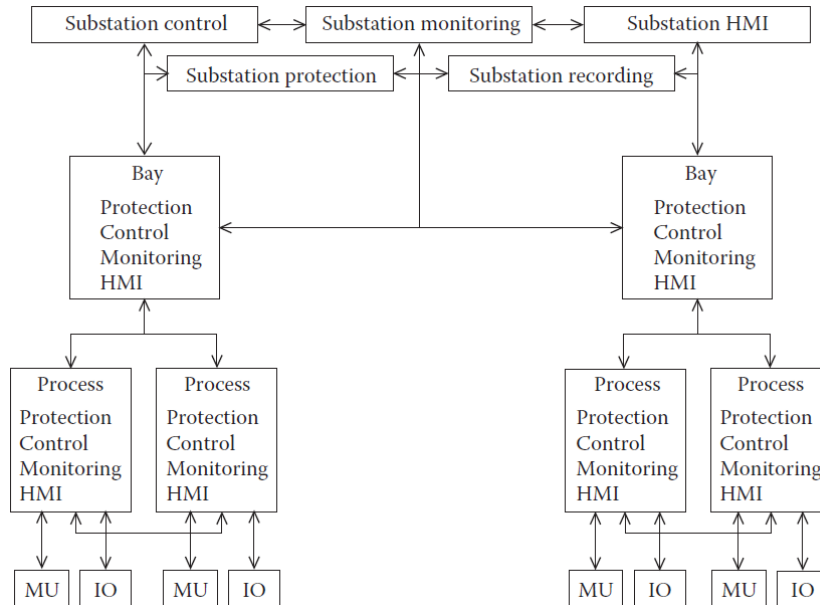 Substation control
Substation monitoring
Substation HMI
Substation protection
Substation recording
Bay
Protection
Control
Monitoring
HMI
Bay
Protection
Control
Monitoring
HMI
Process
Protection
Control
Monitoring
HMI
Process
Protection
Control
Monitoring
HMI
Process
Protection
Control
Monitoring
HMI
Process
Protection
Control
Monitoring
HMI
MU
IO
MU
IO
MU
IO
MU
IO